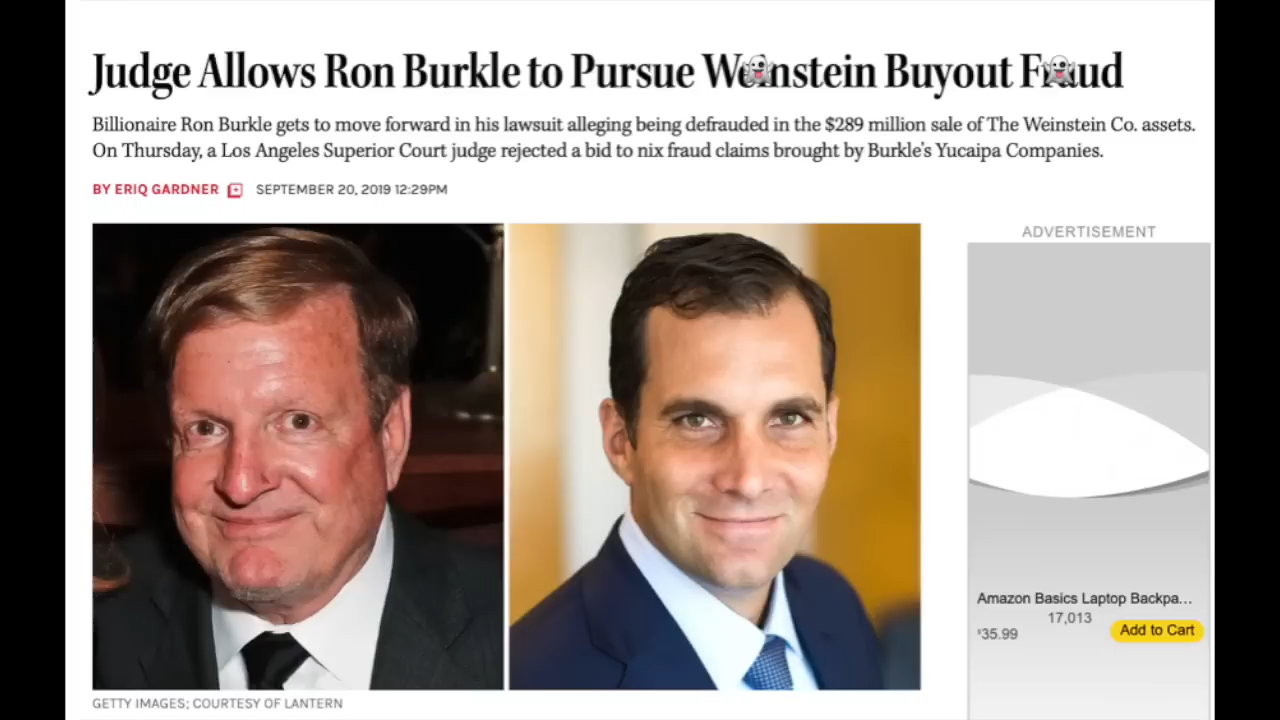 Judge Allows Ron Burkle to Pursue Weinstein Buyout Fraud
Billionaire Ron Burkle gets to move forward in his lawsuit alleging being defrauded in the $289 million sale of The Weinstein Co. assets.
On Thursday, a Los Angeles Superior Court judge rejected a bid to nix fraud claims brought by Burkle's Yucaipa Companies.
BY ERIQ GARDNER SEPTEMBER 20, 2019 12:29PM
ADVERTISEMENT
Amazon Basics Laptop Backpa...
17,013
$35.99 Add to Cart
GETTY IMAGES; COURTESY OF LANTERN